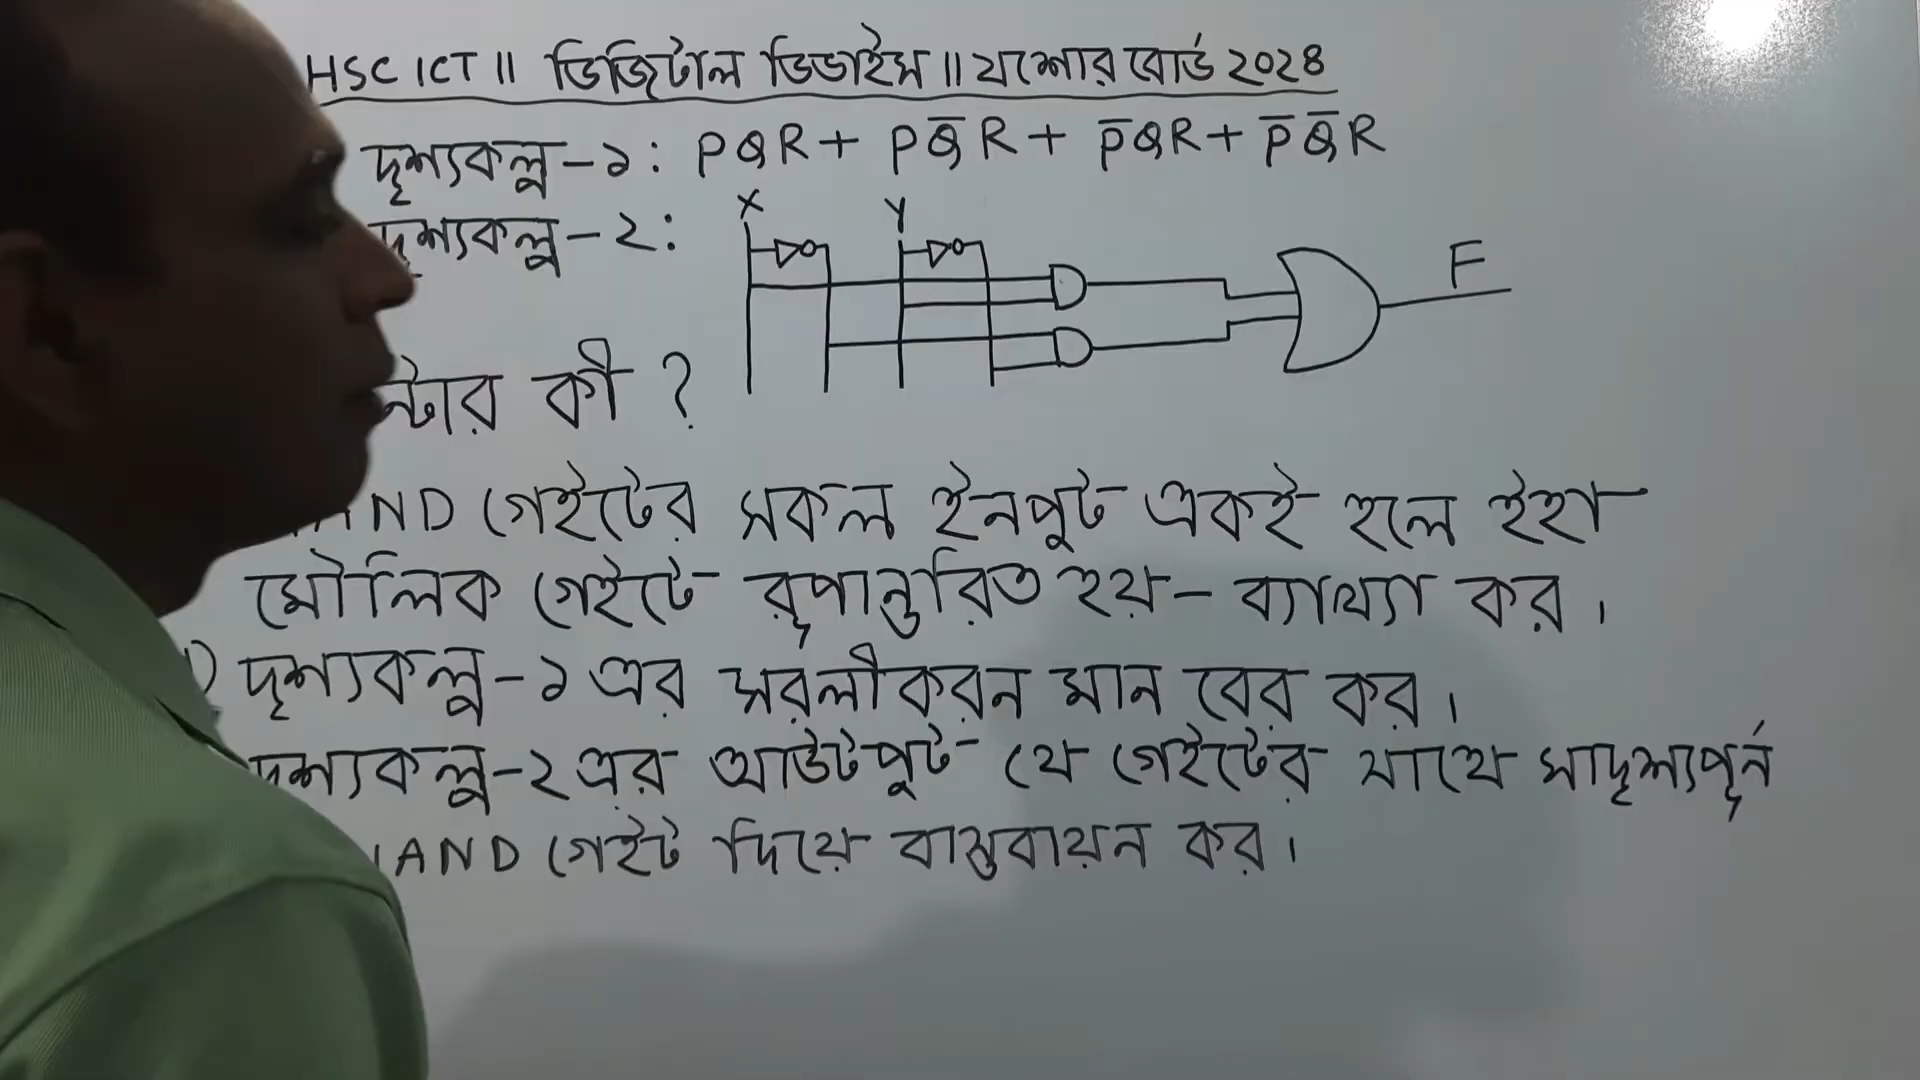 HSC ICT ॥ ডিজিটাল ডিভাইস ॥ যশোর বোর্ড ২০২৪
দৃশ্যকল্প-১: PQR + PQ̅R + P̅QR + P̅Q̅R
দৃশ্যকল্প-২:
X Y
F
ন্টার কী ?
AND গেইটের সকল ইনপুট একই হলে ইহা
মৌলিক গেইটে রূপান্তরিত হয় - ব্যাখ্যা কর।
) দৃশ্যকল্প-১ এর সরলীকরন মান বের কর।
দৃশ্যকল্প-২ এর আউটপুট যে গেইটের সাথে সাদৃশ্যপূর্ন
AND গেইট দিয়ে বাস্তবায়ন কর।